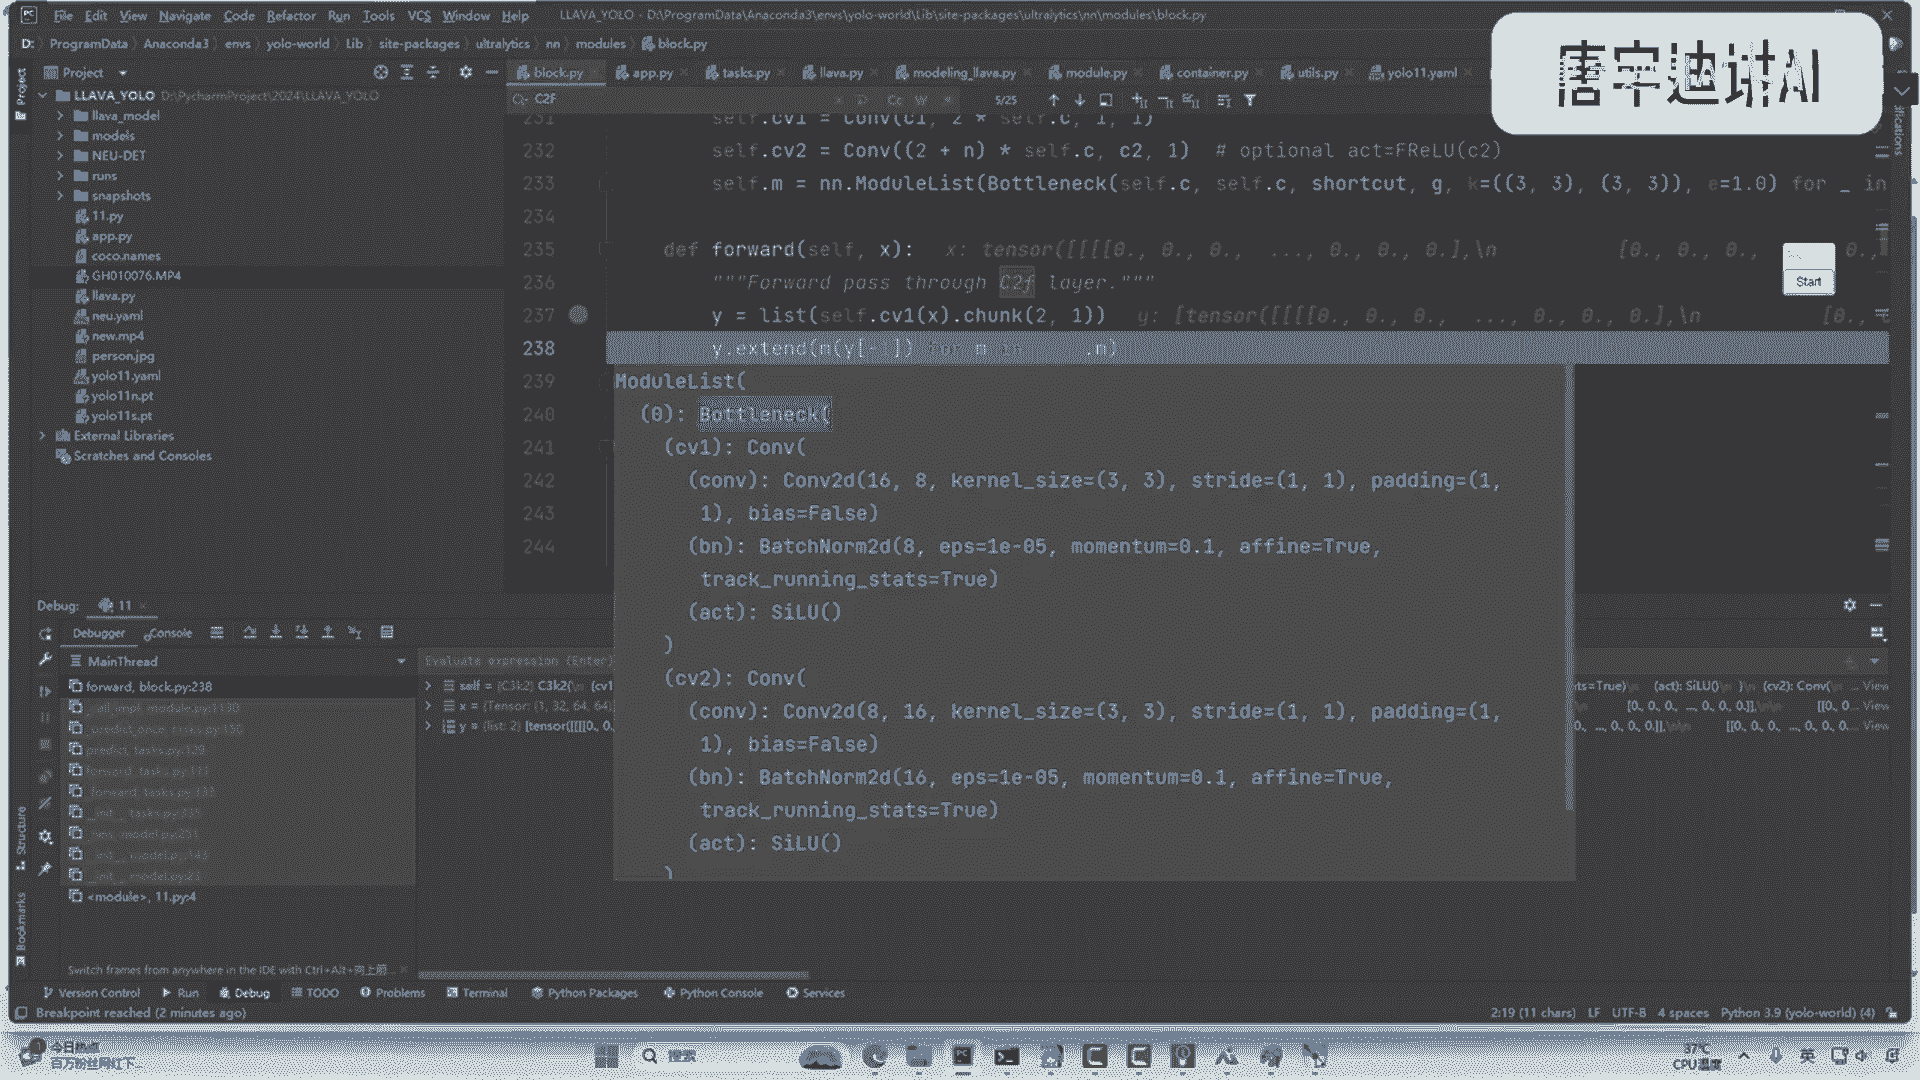 File Edit View Navigate Code Refactor Run Tools VCS Window Help LLAVA_YOLO - D:\ProgramData\Anaconda3\envs\yolo-world\Lib\site-packages\ultralytics\nn\modules\block.py
D: ProgramData Anaconda3 envs yolo-world Lib site-packages ultralytics nn modules block.py
唐宇迪讲AI
Project
block.py app.py tasks.py llava.py modeling_llava.py module.py container.py utils.py yolo11.yaml
LLAVA_YOLO D:\PycharmProject\2024\LLAVA_YOLO
C2F Cc W 5/25
llava_model
models
NEU-DET
runs
snapshots
11.py
app.py
coco.names
GH010076.MP4
llava.py
neu.yaml
new.mp4
person.jpg
yolo11.yaml
yolo11n.pt
yolo11s.pt
External Libraries
Scratches and Consoles
231 self.cv1 = Conv(c1, 2 * self.c, 1, 1)
232 self.cv2 = Conv((2 + n) * self.c, c2, 1) # optional act=FReLU(c2)
233 self.m = nn.ModuleList(Bottleneck(self.c, self.c, shortcut, g, k=((3, 3), (3, 3)), e=1.0) for _ in
234
235 def forward(self, x): x: tensor([[[[0., 0., 0., ..., 0., 0., 0.],\n [0., 0., 0., 0.,
236 """Forward pass through C2f layer."""
237 y = list(self.cv1(x).chunk(2, 1)) y: [tensor([[[[0., 0., 0., ..., 0., 0., 0.],\n [0.,
238 y.extend(m(y[-1]) for m in .m)
239
240
241
242
243
244
Start
ModuleList(
(0): Bottleneck(
(cv1): Conv(
(conv): Conv2d(16, 8, kernel_size=(3, 3), stride=(1, 1), padding=(1,
1), bias=False)
(bn): BatchNorm2d(8, eps=1e-05, momentum=0.1, affine=True,
track_running_stats=True)
(act): SiLU()
)
(cv2): Conv(
(conv): Conv2d(8, 16, kernel_size=(3, 3), stride=(1, 1), padding=(1,
1), bias=False)
(bn): BatchNorm2d(16, eps=1e-05, momentum=0.1, affine=True,
track_running_stats=True)
(act): SiLU()
)
Debug: 11
Debugger Console
MainThread
Evaluate expression (Enter)
forward, block.py:238
<module>, 11.py:4
self = {C3k2} C3k2(\n (cv1
x = {Tensor: (1, 32, 64, 64)
y = {list: 2} [tensor([[[[0., 0.,
ts=True)\n (act): SiLU()\n )\n (cv2): Conv(\n ... View
[0., 0., 0., ..., 0., 0., 0.]],\n\n [[0., 0... View
0., ..., 0., 0., 0.]],\n\n [[0., 0., 0., ..., 0., 0., 0... View
Structure
Bookmarks
Switch frames from anywhere in the IDE with Ctrl+Alt+向上箭...
Version Control Run Debug TODO Problems Terminal Python Packages Python Console Services
Breakpoint reached (2 minutes ago) 2:19 (11 chars) LF UTF-8 4 spaces Python 3.9 (yolo-world) (4)
今日热点
搜索
37°C
CPU温度
英